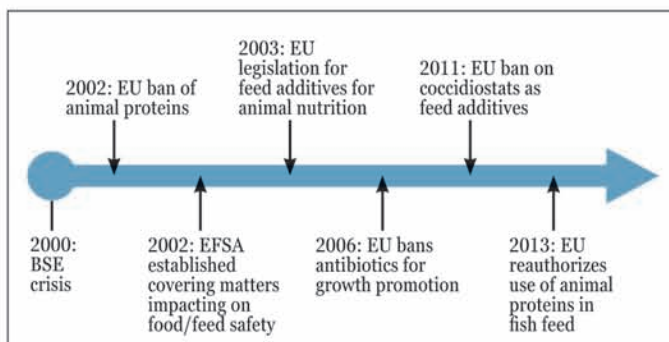 2003: EU
legislation for
feed additives for
animal nutrition
2002: EU ban of
animal proteins
2011: EU ban on
coccidiostats as
feed additives
2000:
BSE
crisis
2002: EFSA
established
covering matters
impacting on
food/feed safety
2006: EU bans
antibiotics for
growth promotion
2013: EU
reauthorizes
use of animal
proteins in
fish feed